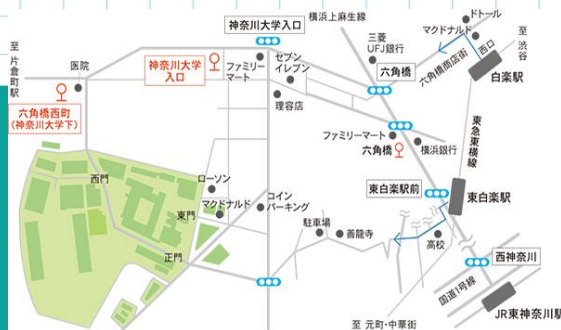 神奈川大学入口
横浜上麻生線
ドトール
マクドナルド
西口
至 渋谷
至 片倉町駅
医院
神奈川大学
入口
ファミリー
マート
セブン
イレブン
三菱
UFJ銀行
六角橋
六角橋商店街
白楽駅
理容店
六角橋西町
(神奈川大学下)
ファミリーマート
六角橋
横浜銀行
東急東横線
西門
ローソン
マクドナルド
東門
コイン
パーキング
東白楽駅前
東白楽駅
駐車場
善龍寺
高校
正門
西神奈川
国道1号線
至 元町・中華街
JR東神奈川駅